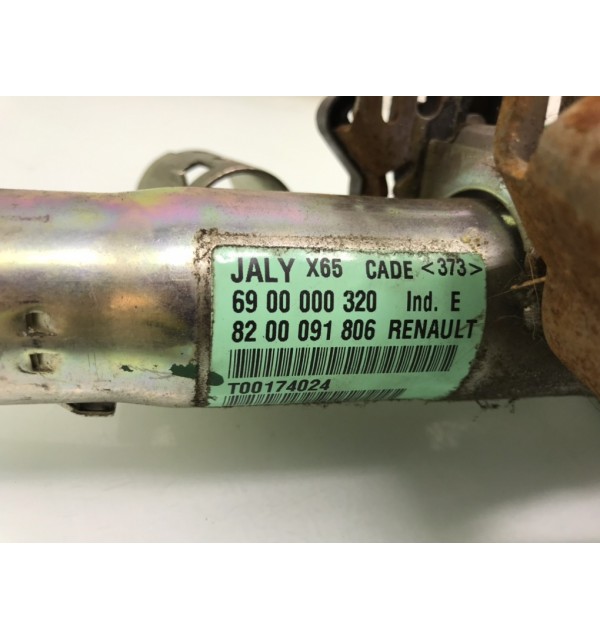 JALY X65 CADE <373>
69 00 000 320 Ind. E
82 00 091 806 RENAULT
T00174024